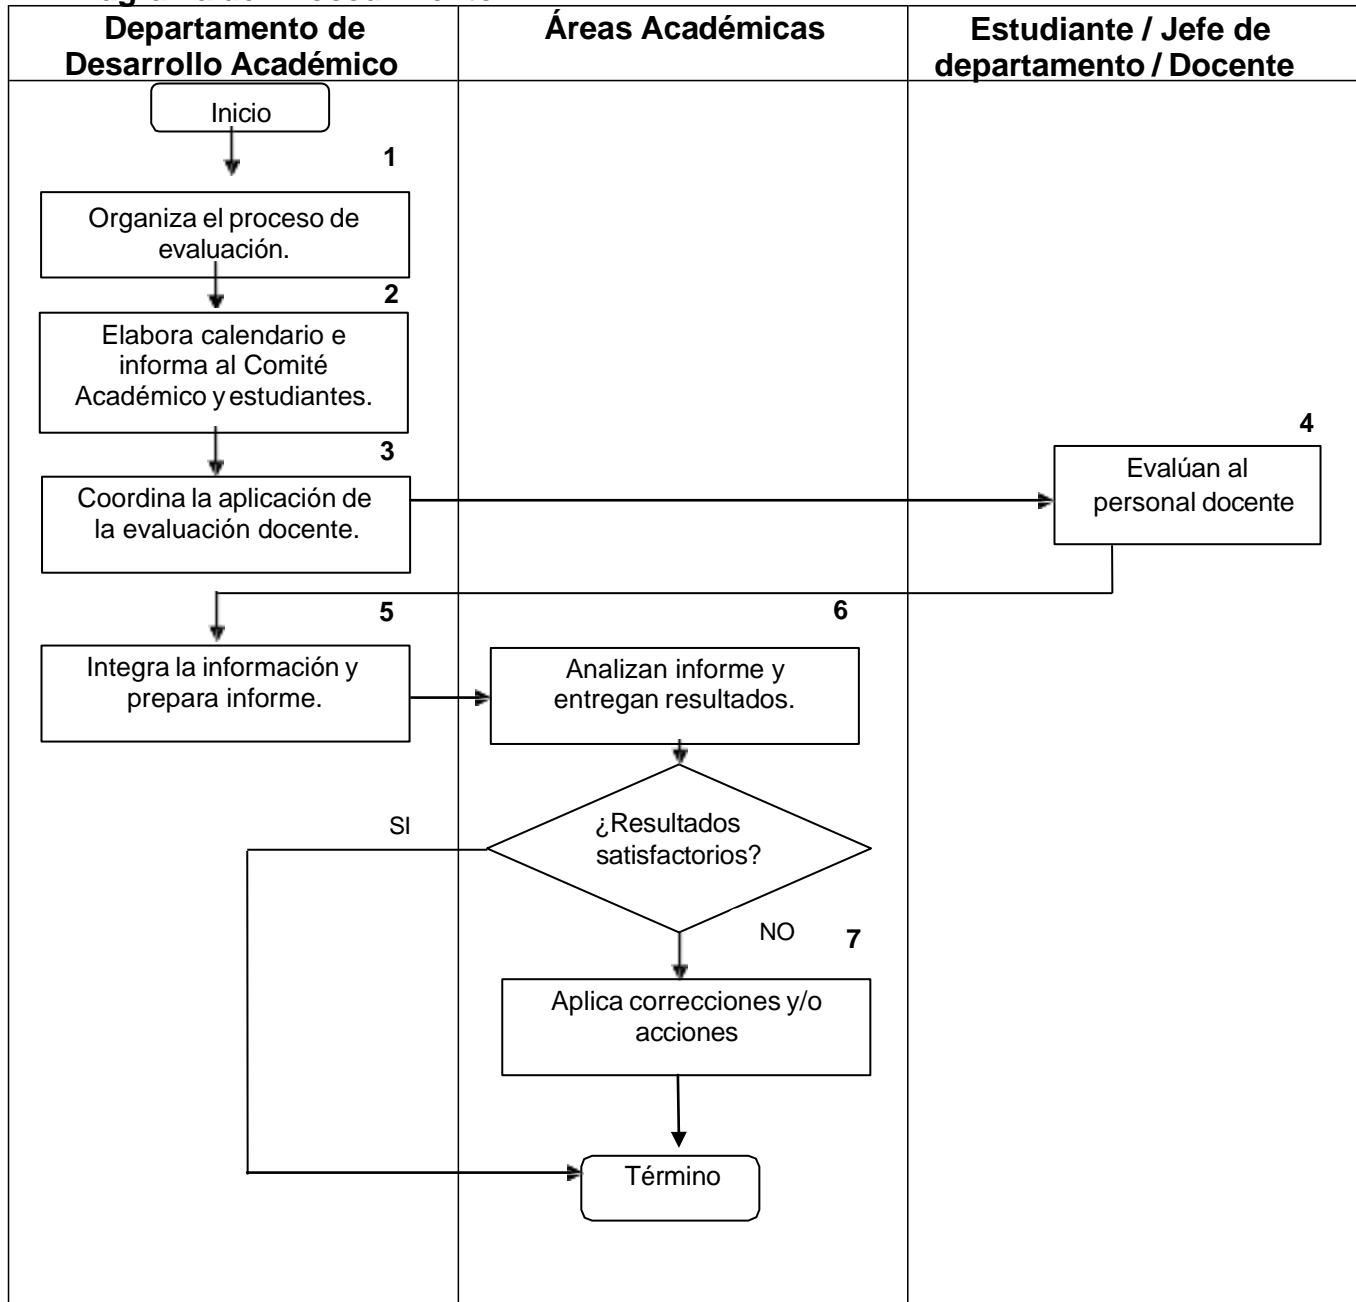 Departamento de
Desarrollo Académico
Áreas Académicas
Estudiante / Jefe de
departamento / Docente
Inicio
1
Organiza el proceso de
evaluación.
2
Elabora calendario e
informa al Comité
Académico y estudiantes.
3
Coordina la aplicación de
la evaluación docente.
4
Evalúan al
personal docente
5
Integra la información y
prepara informe.
6
Analizan informe y
entregan resultados.
¿Resultados
satisfactorios?
SI
NO
7
Aplica correcciones y/o
acciones
Término